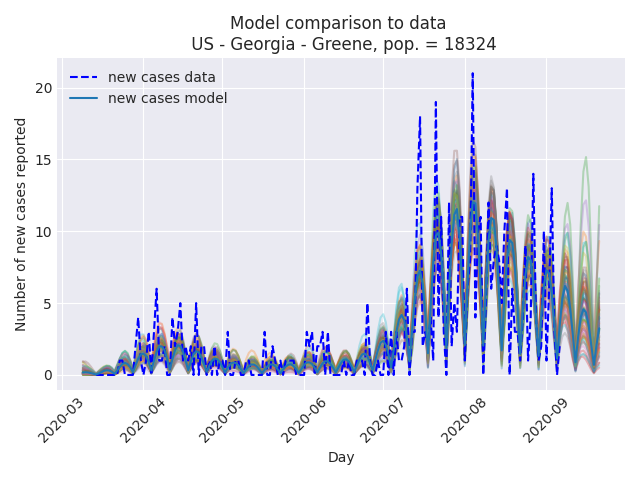 Model comparison to data
US - Georgia - Greene, pop. = 18324
new cases data
new cases model
Number of new cases reported
20
15
10
5
0
2020-03
2020-04
2020-05
2020-06
2020-07
2020-08
2020-09
Day